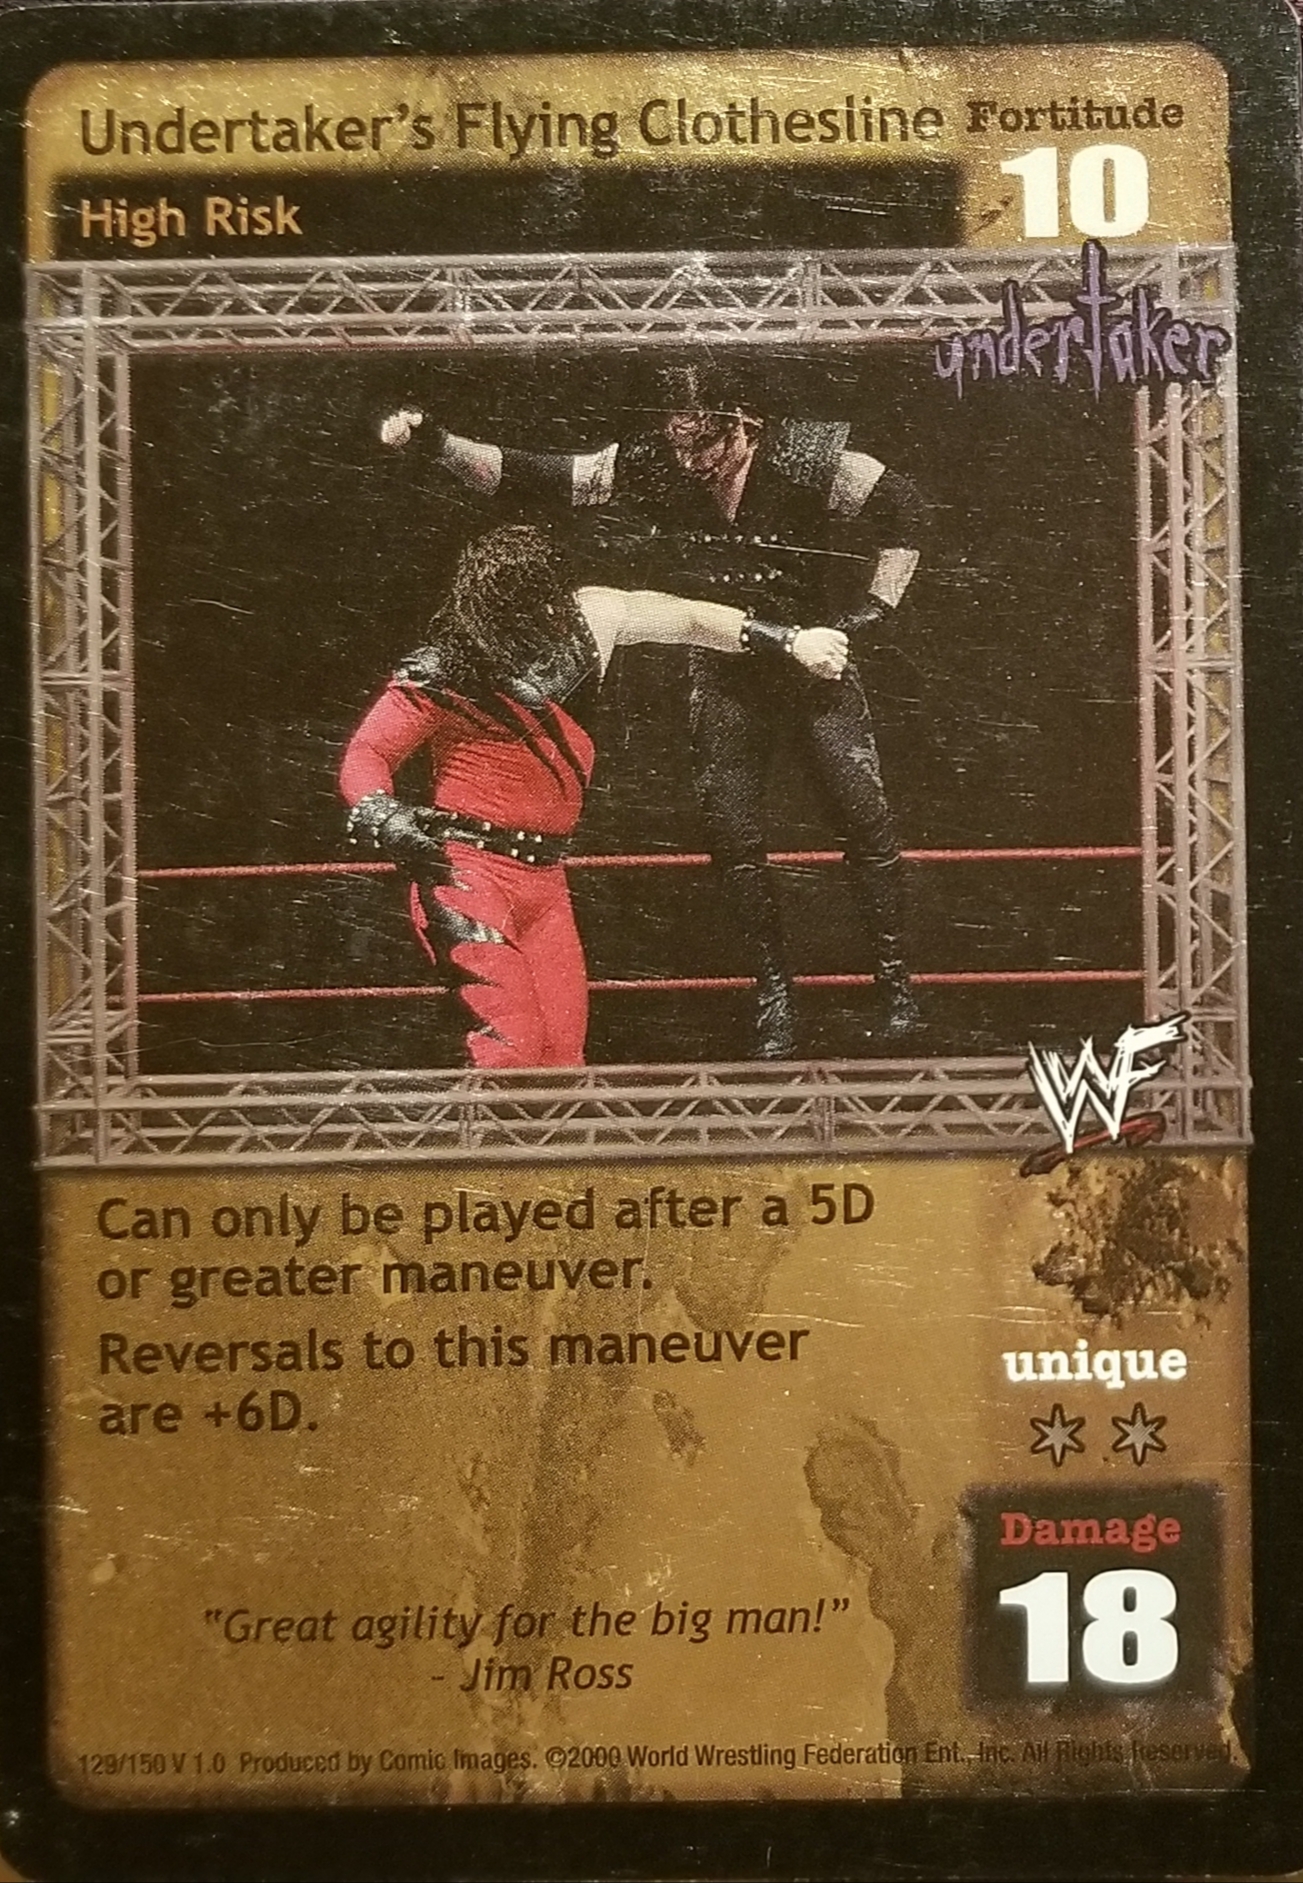 Undertaker's Flying Clothesline
Fortitude
High Risk
10
undertaker
WF
Can only be played after a 5D
or greater maneuver.
Reversals to this maneuver
are +6D.
unique
Damage
18
"Great agility for the big man!"
- Jim Ross
129/150 V 1.0 Produced by Comic Images. ©2000 World Wrestling Federation Ent., Inc. All Rights Reserved.